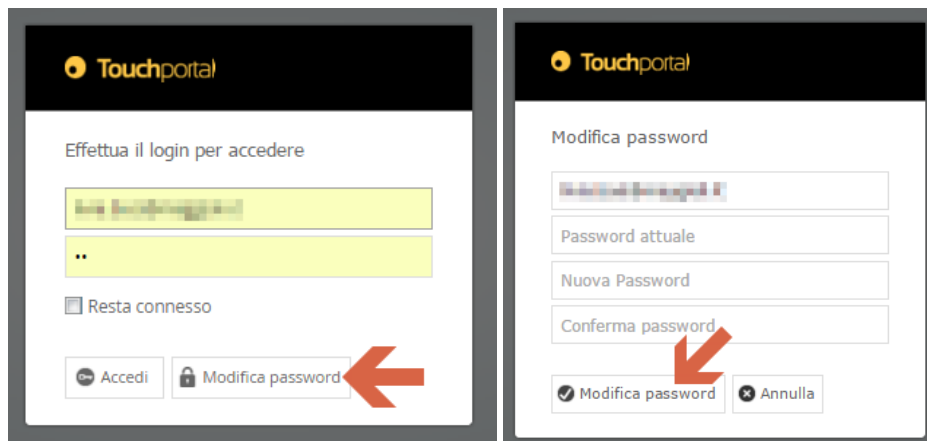 Touchportal
Effettua il login per accedere
Resta connesso
Accedi
Modifica password
Touchportal
Modifica password
Password attuale
Nuova Password
Conferma password
Modifica password
Annulla